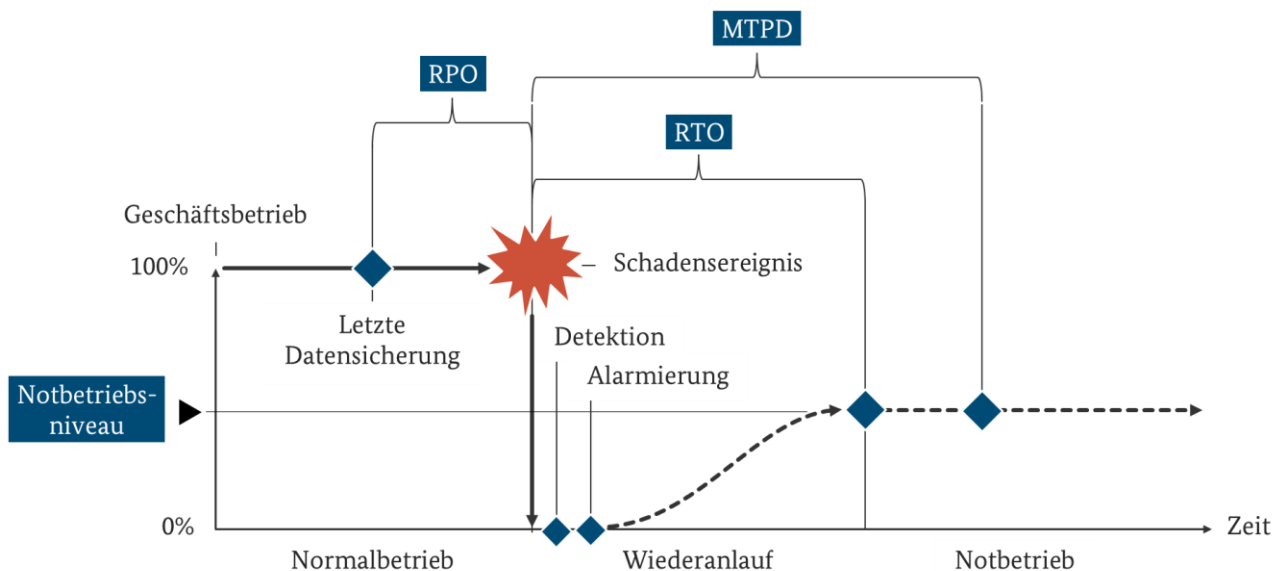 MTPD
RPO
RTO
Geschäftsbetrieb
100%
Schadensereignis
Letzte
Datensicherung
Detektion
Alarmierung
Notbetriebs-
niveau
0%
Zeit
Normalbetrieb
Wiederanlauf
Notbetrieb